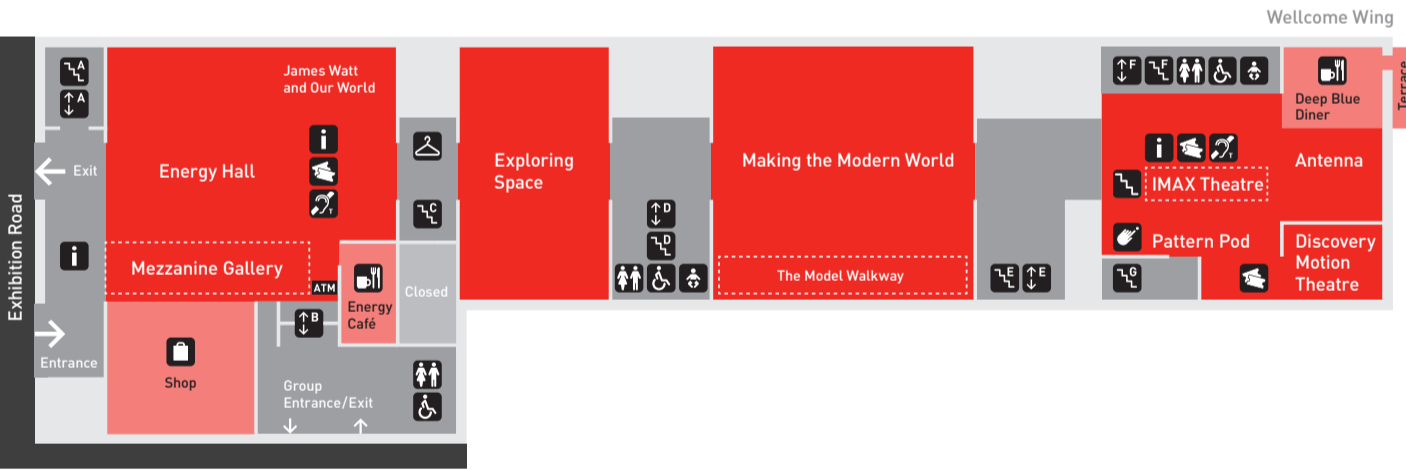 Wellcome Wing
A
A
James Watt
and Our World
F
F
Deep Blue
Diner
Terrace
Exit
Energy Hall
i
T
Exploring
Space
Making the Modern World
i
T
Antenna
IMAX Theatre
C
D
D
Exhibition Road
i
Mezzanine Gallery
ATM
Energy
Café
Closed
The Model Walkway
E
E
Pattern Pod
G
Discovery
Motion
Theatre
B
Entrance
Shop
Group
Entrance/Exit